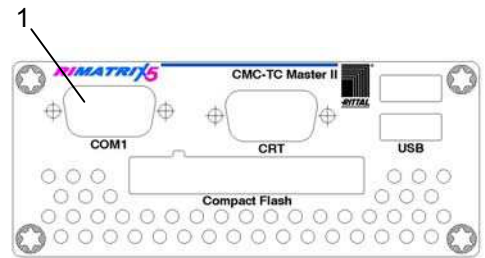 1
RIMATRIX5
CMC-TC Master II
RITTAL
COM1
CRT
USB
Compact Flash